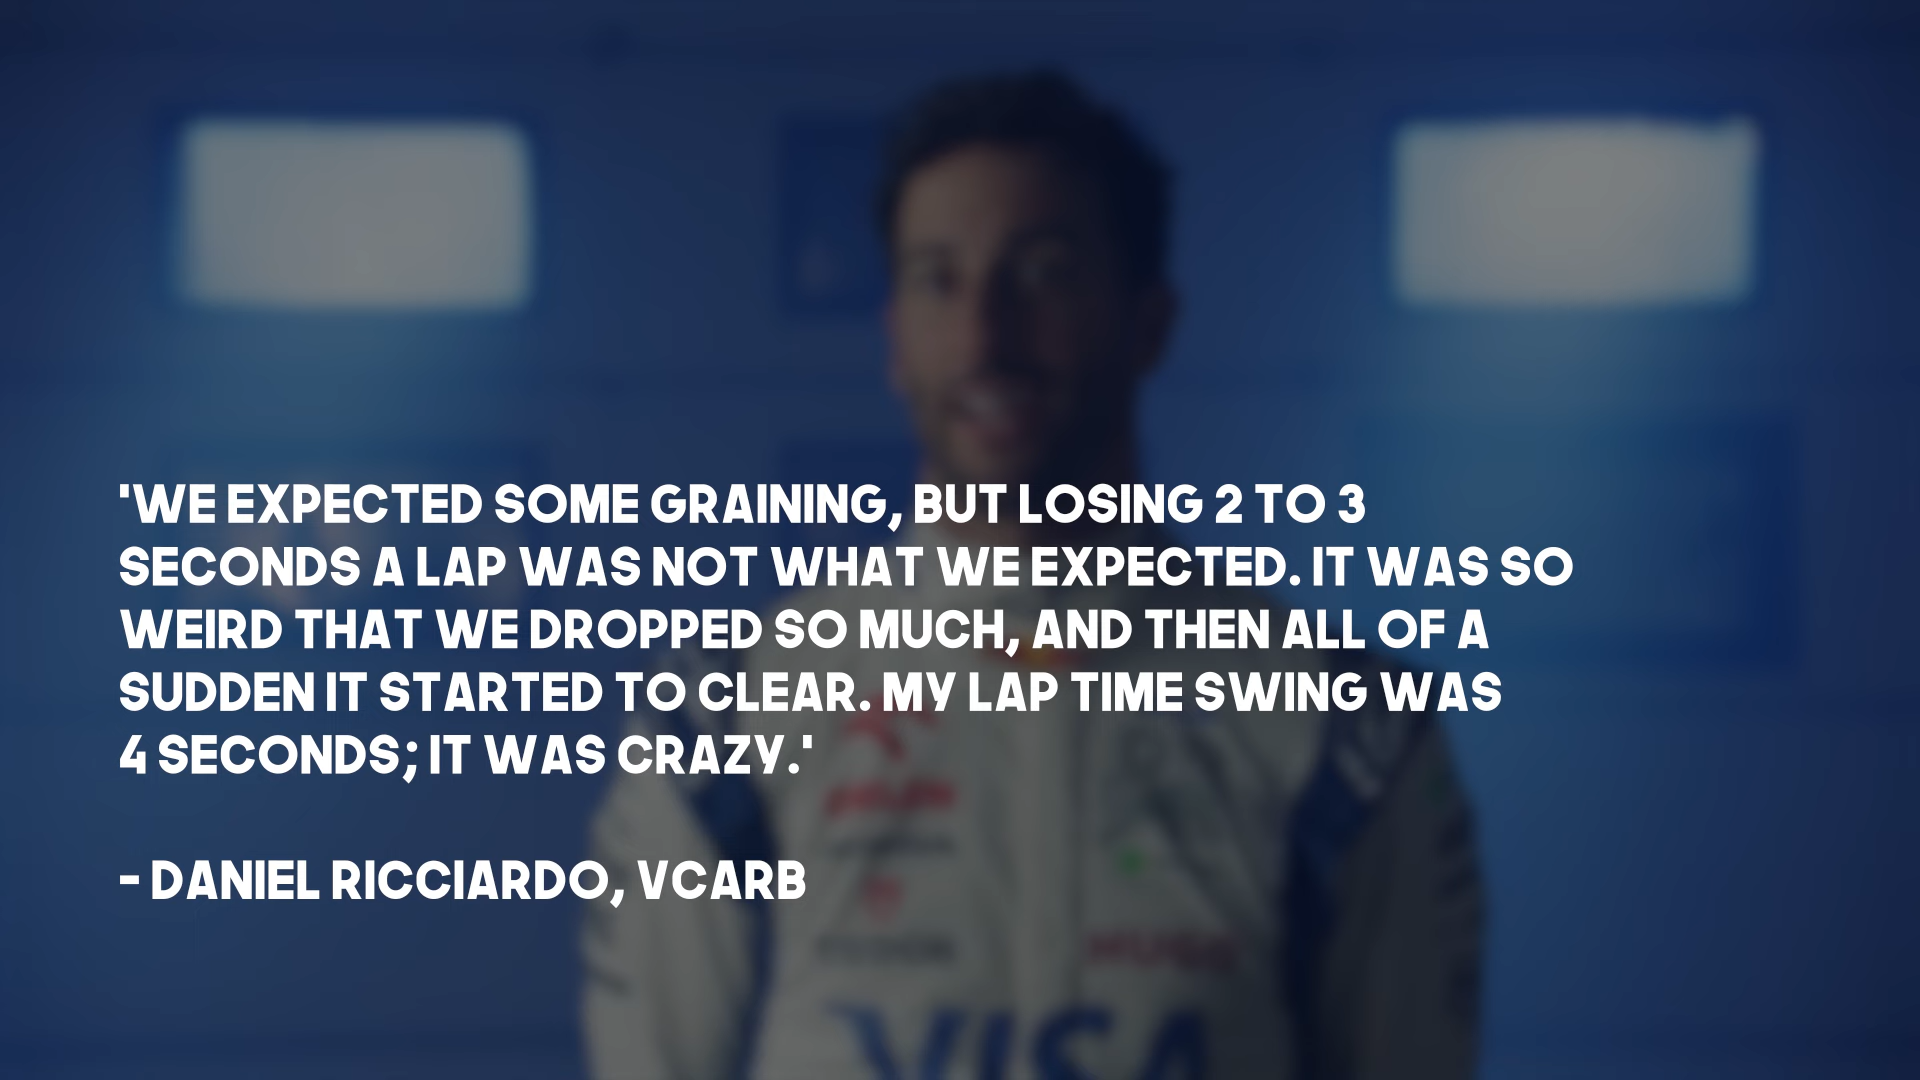 'WE EXPECTED SOME GRAINING, BUT LOSING 2 TO 3
SECONDS A LAP WAS NOT WHAT WE EXPECTED. IT WAS SO
WEIRD THAT WE DROPPED SO MUCH, AND THEN ALL OF A
SUDDEN IT STARTED TO CLEAR. MY LAP TIME SWING WAS
4 SECONDS; IT WAS CRAZY.'
- DANIEL RICCIARDO, VCARB
HUGO
VISA